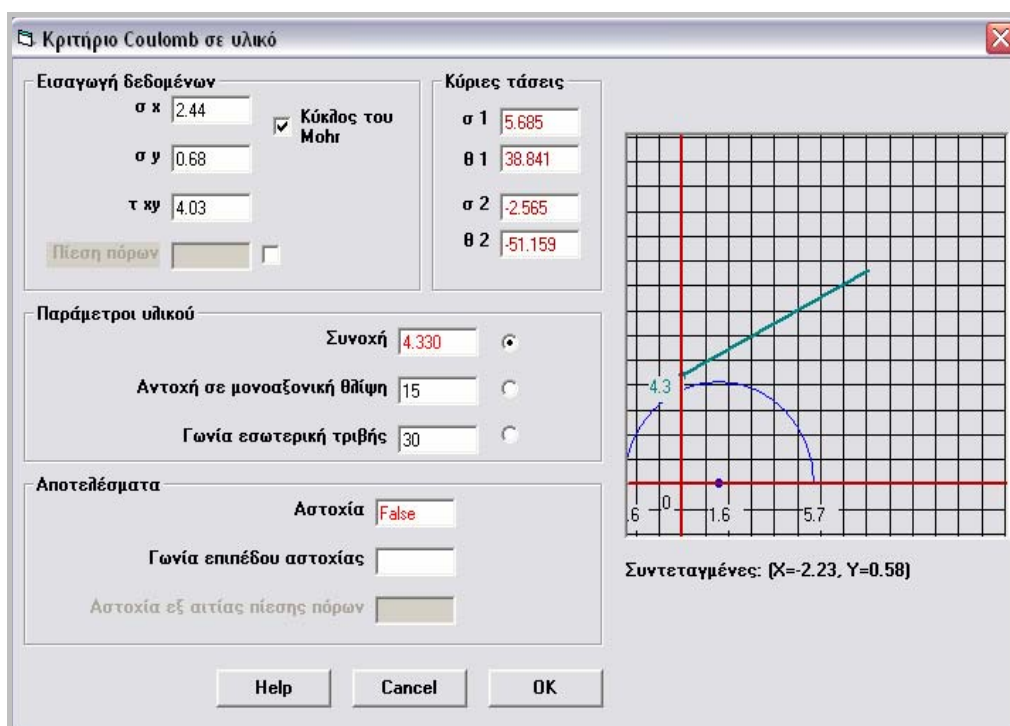 Κριτήριο Coulomb σε υλικό
Εισαγωγή δεδομένων
σ x 2.44
Κύκλος του
Mohr
σ y 0.68
τ xy 4.03
Πίεση πόρων
Κύριες τάσεις
σ 1 5.685
θ 1 38.841
σ 2 -2.565
θ 2 -51.159
Παράμετροι υλικού
Συνοχή 4.330
Αντοχή σε μονοαξονική θλίψη 15
Γωνία εσωτερική τριβής 30
Αποτελέσματα
Αστοχία False
Γωνία επιπέδου αστοχίας
Αστοχία εξ αιτίας πίεσης πόρων
4.3
.6 0 1.6 5.7
Συντεταγμένες: (X=-2.23, Y=0.58)
Help Cancel OK